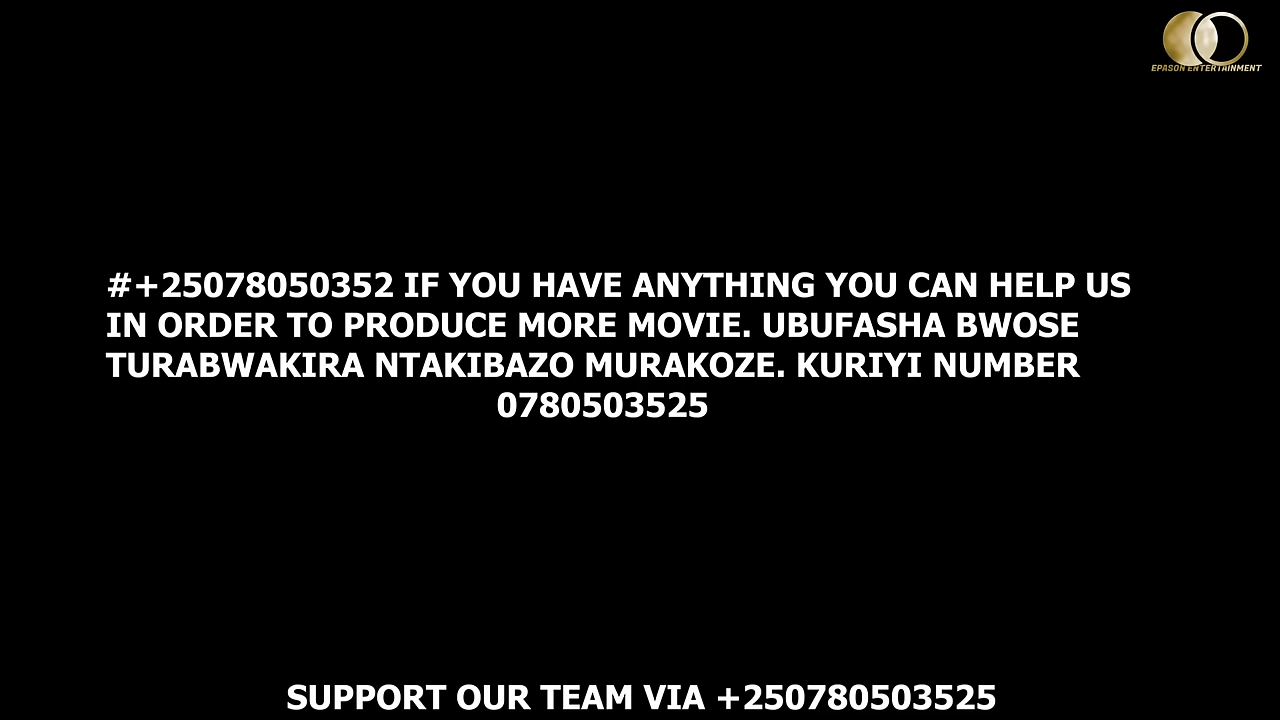 EPASON ENTERTAINMENT
#+25078050352 IF YOU HAVE ANYTHING YOU CAN HELP US
IN ORDER TO PRODUCE MORE MOVIE. UBUFASHA BWOSE
TURABWAKIRA NTAKIBAZO MURAKOZE. KURIYI NUMBER
0780503525
SUPPORT OUR TEAM VIA +250780503525